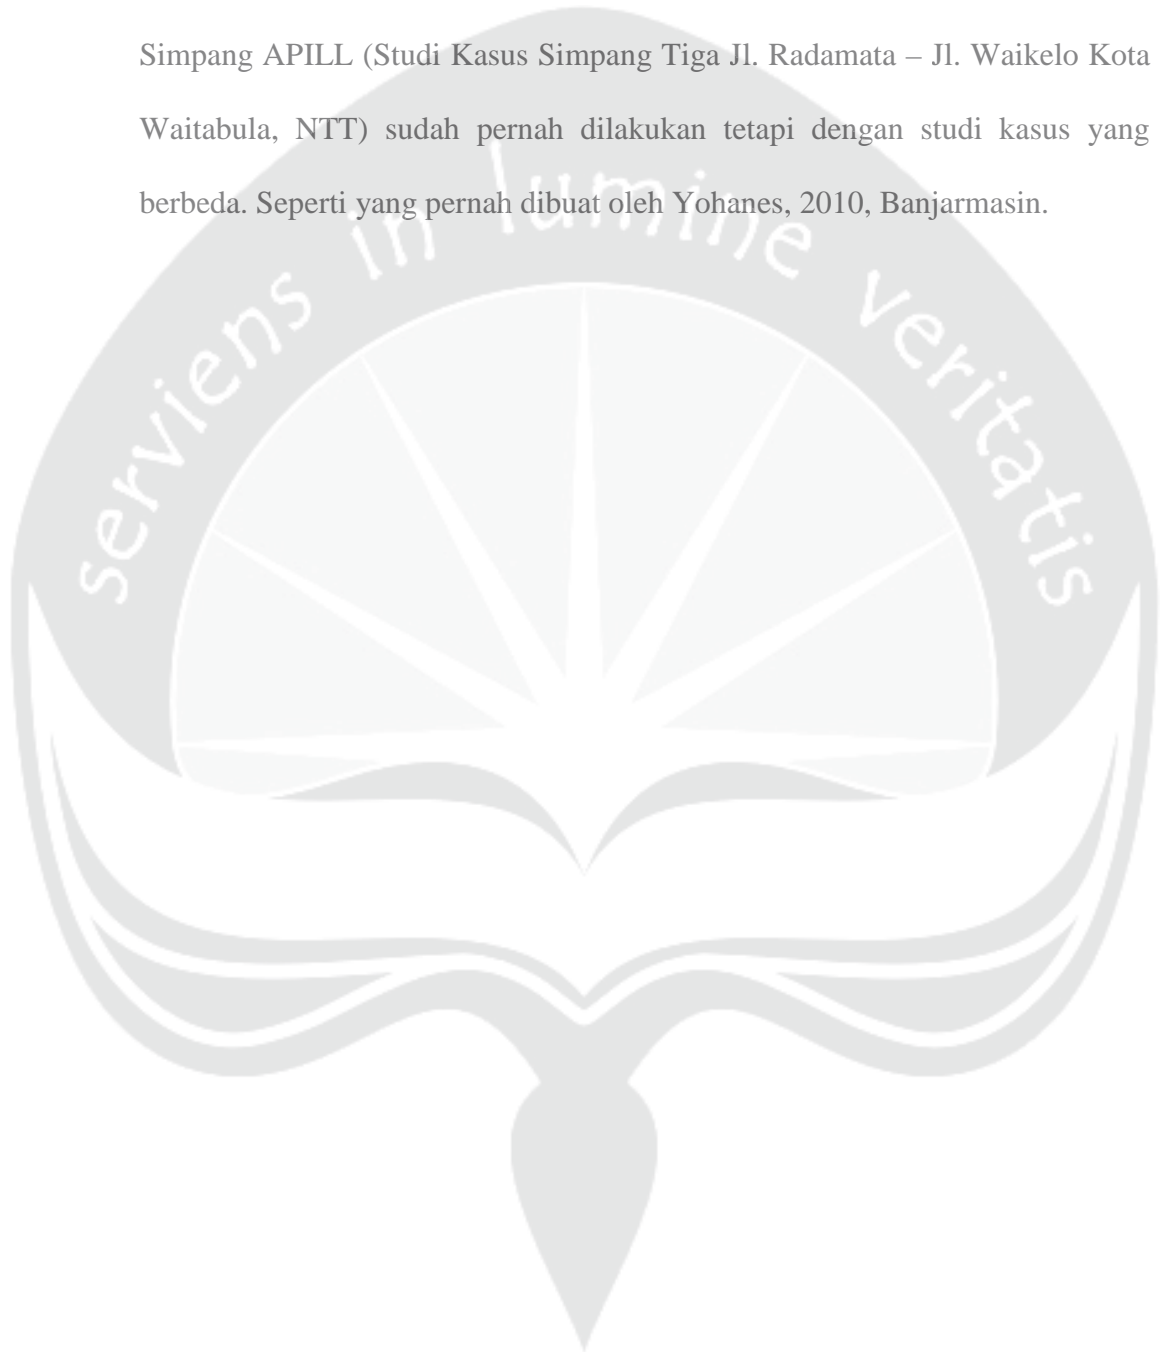 Simpang APILL (Studi Kasus Simpang Tiga Jl. Radamata – Jl. Waikelo Kota
Waitabula, NTT) sudah pernah dilakukan tetapi dengan studi kasus yang
berbeda. Seperti yang pernah dibuat oleh Yohanes, 2010, Banjarmasin.
serviens in lumine veritatis